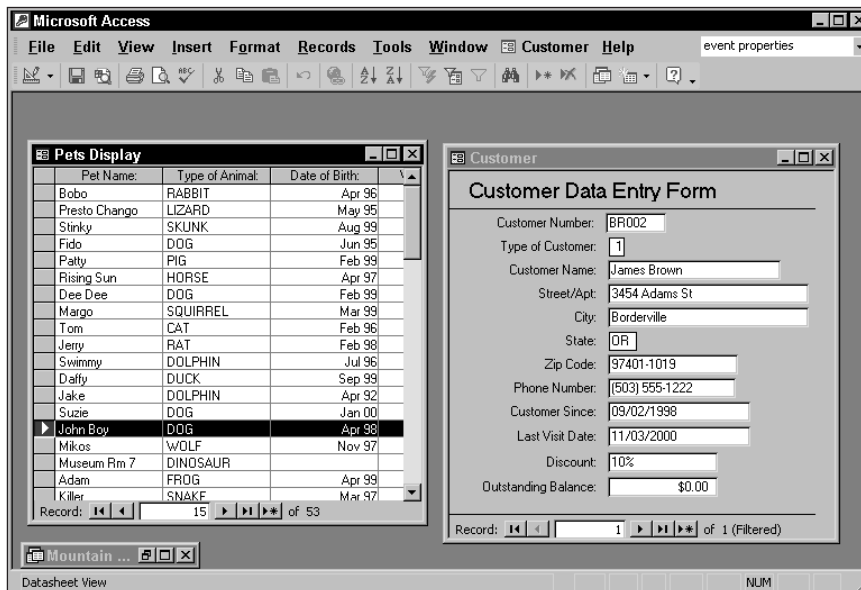 Microsoft Access
File Edit View Insert Format Records Tools Window Customer Help
event properties
Pets Display
Pet Name: Type of Animal: Date of Birth:
Bobo RABBIT Apr 96
Presto Chango LIZARD May 95
Stinky SKUNK Aug 99
Fido DOG Jun 95
Patty PIG Feb 99
Rising Sun HORSE Apr 97
Dee Dee DOG Feb 99
Margo SQUIRREL Mar 99
Tom CAT Feb 96
Jerry RAT Feb 98
Swimmy DOLPHIN Jul 96
Daffy DUCK Sep 99
Jake DOLPHIN Apr 92
Suzie DOG Jan 00
John Boy DOG Apr 98
Mikos WOLF Nov 97
Museum Rm 7 DINOSAUR
Adam FROG Apr 99
Killer SNAKE Mar 97
Record: 15 of 53
Customer
Customer Data Entry Form
Customer Number: BR002
Type of Customer: 1
Customer Name: James Brown
Street/Apt: 3454 Adams St
City: Borderville
State: OR
Zip Code: 97401-1019
Phone Number: (503) 555-1222
Customer Since: 09/02/1998
Last Visit Date: 11/03/2000
Discount: 10%
Outstanding Balance: $0.00
Record: 1 of 1 (Filtered)
Mountain ...
Datasheet View
NUM